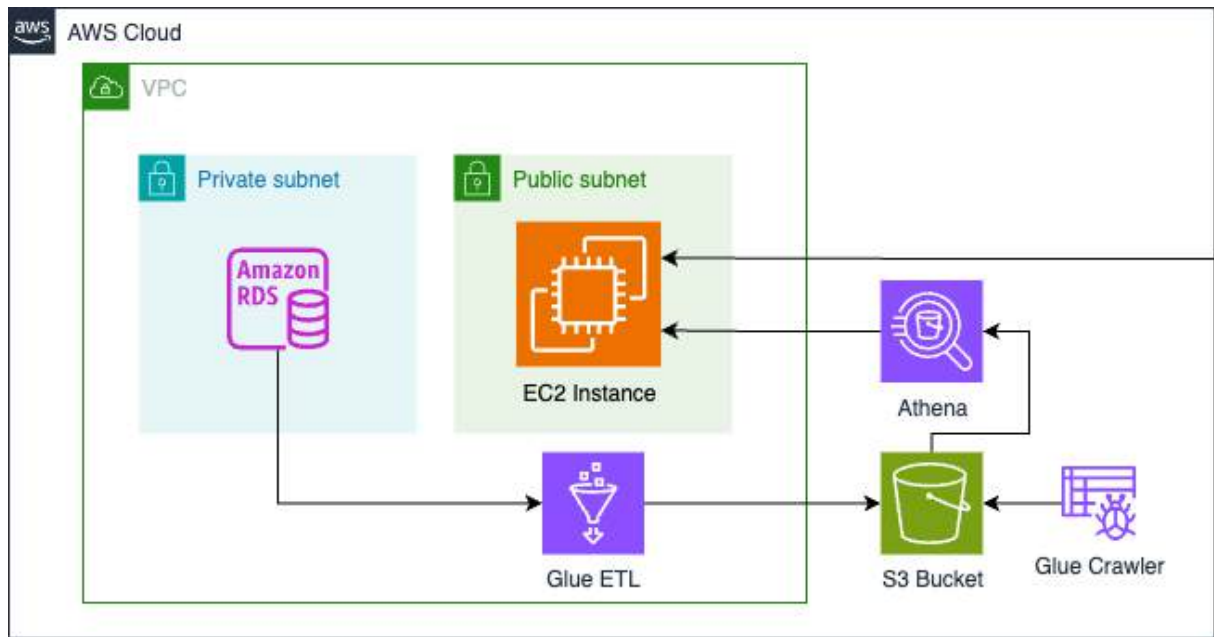 aws
AWS Cloud
VPC
Private subnet
Public subnet
Amazon
RDS
EC2 Instance
Athena
Glue ETL
S3 Bucket
Glue Crawler